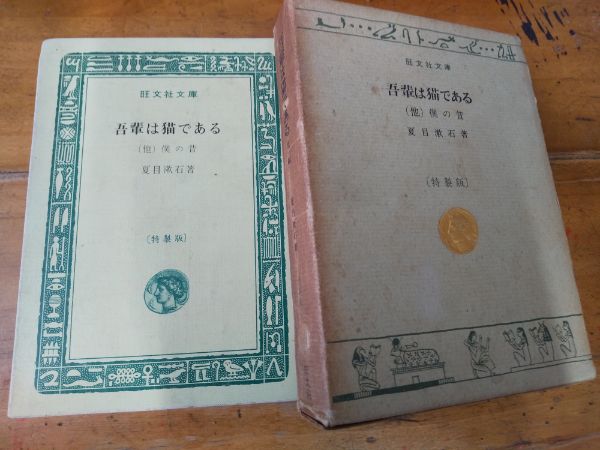 旺文社文庫
吾輩は猫である
(他) 僕の昔
夏目漱石著
〔特製版〕
旺文社文庫
吾輩は猫である
(他) 僕の昔
夏目漱石著
〔特製版〕